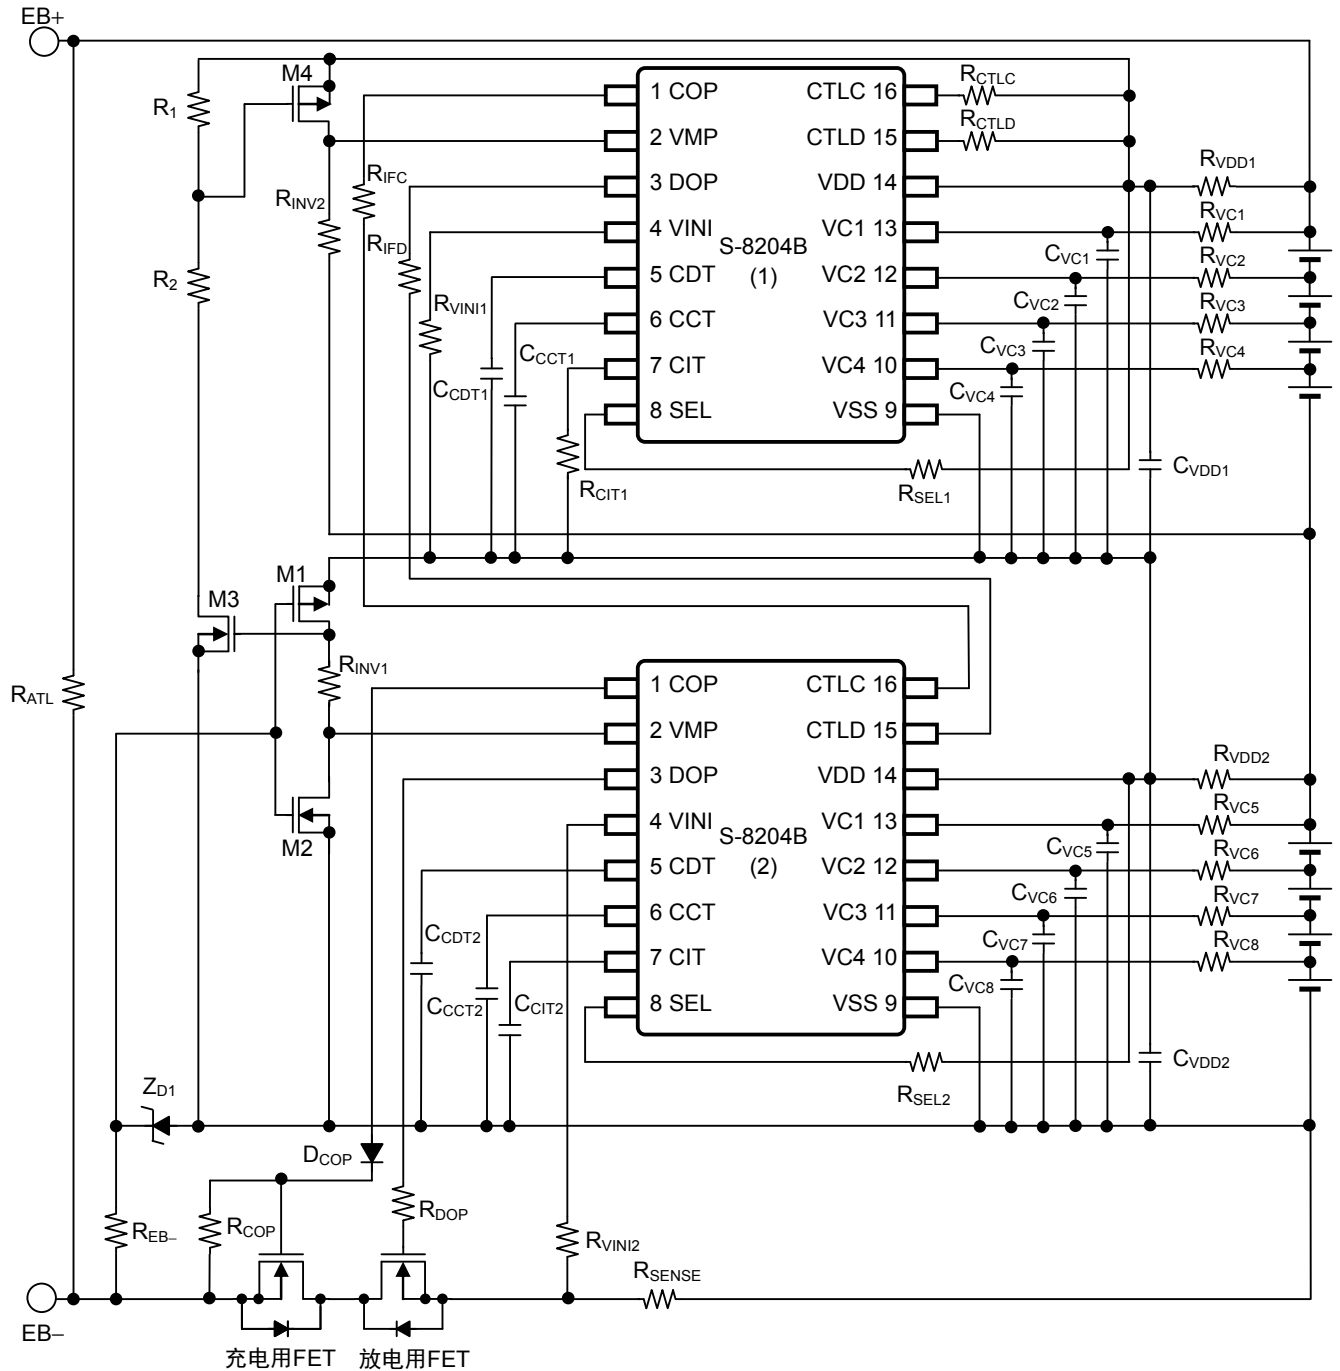 EB+
M4
R1
R2
RINV2
RIFC
RIFD
RVINI1
CCDT1
CCCT1
RCIT1
1 COP
2 VMP
3 DOP
4 VINI
5 CDT
6 CCT
7 CIT
8 SEL
S-8204B
(1)
CTLC 16
CTLD 15
VDD 14
VC1 13
VC2 12
VC3 11
VC4 10
VSS 9
RCTLC
RCTLD
RVDD1
RVC1
RVC2
RVC3
RVC4
CVC1
CVC2
CVC3
CVC4
RSEL1
CVDD1
M1
M3
RINV1
RATL
M2
1 COP
2 VMP
3 DOP
4 VINI
5 CDT
6 CCT
7 CIT
8 SEL
S-8204B
(2)
CTLC 16
CTLD 15
VDD 14
VC1 13
VC2 12
VC3 11
VC4 10
VSS 9
RVDD2
RVC5
RVC6
RVC7
RVC8
CVC5
CVC6
CVC7
CVC8
CCDT2
CCCT2
CCIT2
RSEL2
CVDD2
ZD1
DCOP
REB−
RCOP
RDOP
RVINI2
RSENSE
EB−
充电用FET
放电用FET